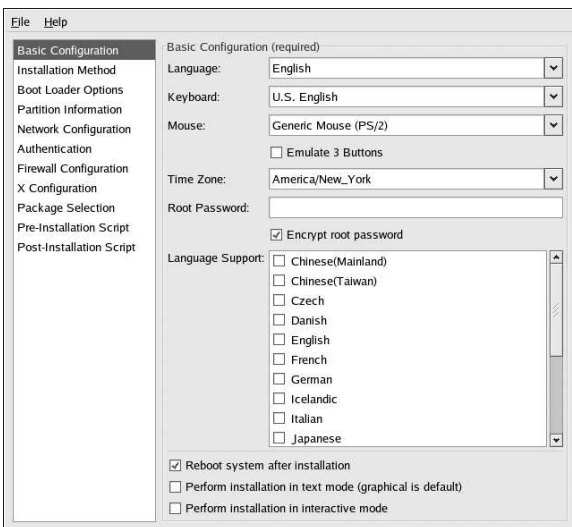 File Help
Basic Configuration
Installation Method
Boot Loader Options
Partition Information
Network Configuration
Authentication
Firewall Configuration
X Configuration
Package Selection
Pre-Installation Script
Post-Installation Script
Basic Configuration (required)
Language: English
Keyboard: U.S. English
Mouse: Generic Mouse (PS/2)
Emulate 3 Buttons
Time Zone: America/New_York
Root Password:
Encrypt root password
Language Support: Chinese(Mainland)
Chinese(Taiwan)
Czech
Danish
English
French
German
Icelandic
Italian
Japanese
Reboot system after installation
Perform installation in text mode (graphical is default)
Perform installation in interactive mode